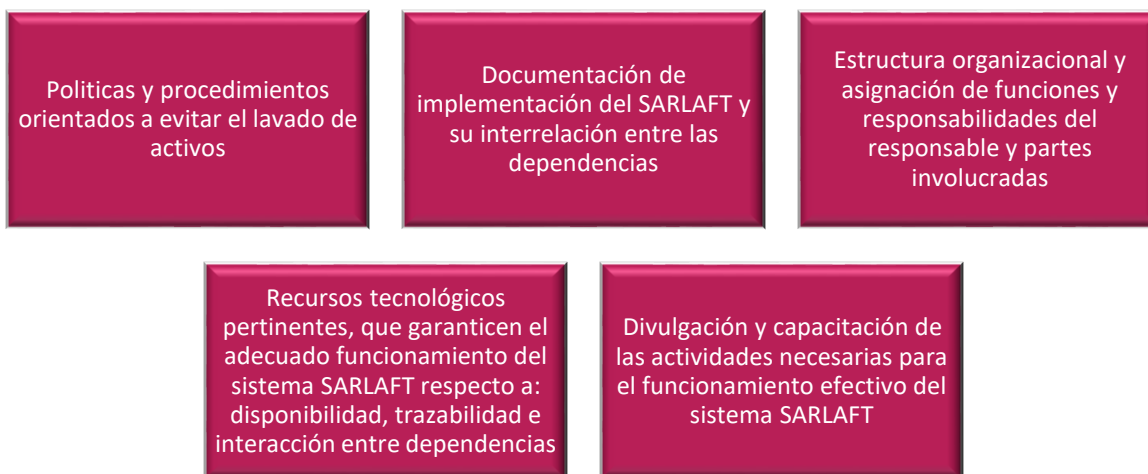 Politicas y procedimientos
orientados a evitar el lavado de
activos
Documentación de
implementación del SARLAFT y
su interrelación entre las
dependencias
Estructura organizacional y
asignación de funciones y
responsabilidades del
responsable y partes
involucradas
Recursos tecnológicos
pertinentes, que garanticen el
adecuado funcionamiento del
sistema SARLAFT respecto a:
disponibilidad, trazabilidad e
interacción entre dependencias
Divulgación y capacitación de
las actividades necesarias para
el funcionamiento efectivo del
sistema SARLAFT